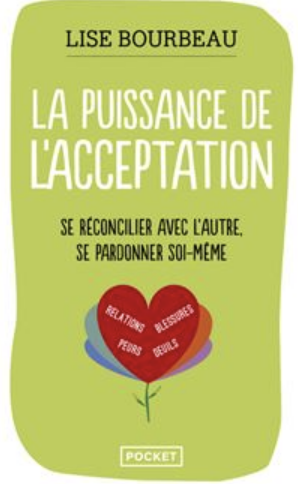 LISE BOURBEAU
LA PUISSANCE DE
L'ACCEPTATION
SE RÉCONCILIER AVEC L'AUTRE,
SE PARDONNER SOI-MÊME
RELATIONS BLESSURES
PEURS DEUILS
POCKET